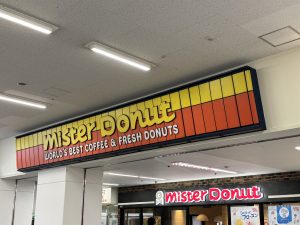 mister Donut
WORLD'S BEST COFFEE & FRESH DONUTS
mister Donut